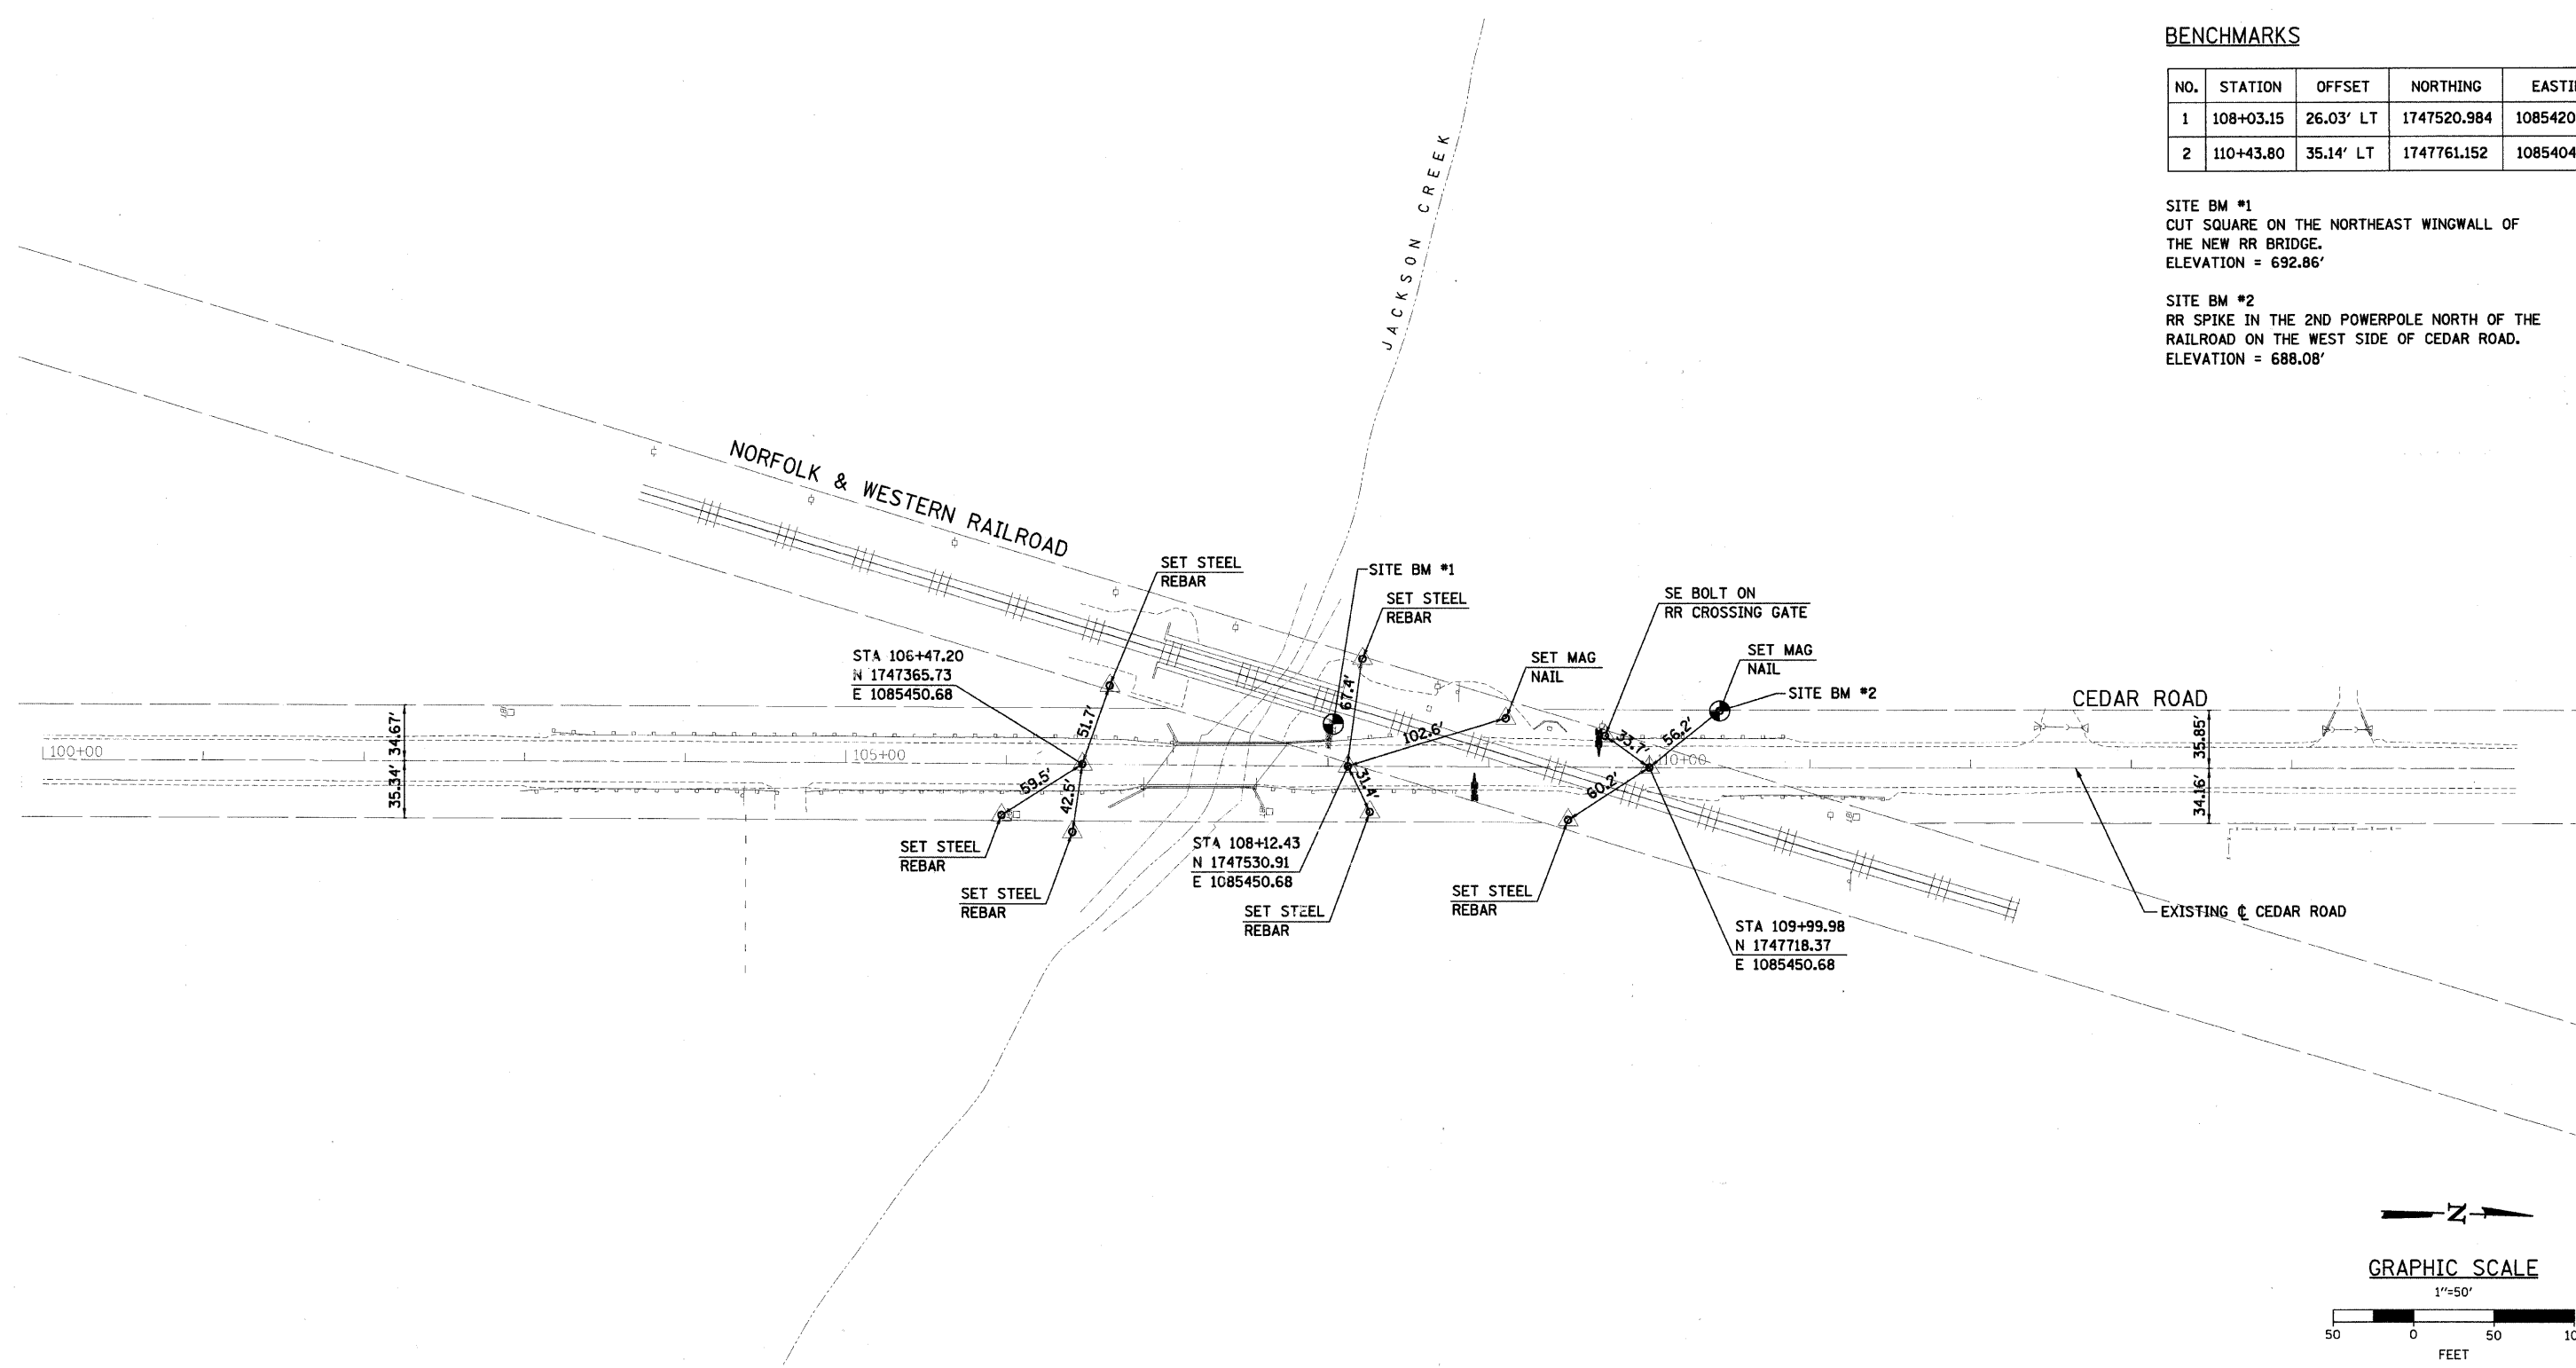 BENCHMARKS
NO. STATION OFFSET NORTHING EASTI
1 108+03.15 26.03' LT 1747520.984 1085420
2 110+43.80 35.14' LT 1747761.152 1085404
SITE BM #1
CUT SQUARE ON THE NORTHEAST WINGWALL OF
THE NEW RR BRIDGE.
ELEVATION = 692.86'
SITE BM #2
RR SPIKE IN THE 2ND POWERPOLE NORTH OF THE
RAILROAD ON THE WEST SIDE OF CEDAR ROAD.
ELEVATION = 688.08'
JACKSON CREEK
NORFOLK & WESTERN RAILROAD
SET STEEL
REBAR
SITE BM #1
SET STEEL
REBAR
SE BOLT ON
RR CROSSING GATE
STA 106+47.20
N 1747365.73
E 1085450.68
SET MAG
NAIL
SET MAG
NAIL
SITE BM #2
CEDAR ROAD
34.67'
35.34'
100+00
105+00
110+00
51.7'
59.5'
42.5'
67.4'
102.6'
31.4'
33.7'
56.2'
60.2'
35.85'
34.16'
SET STEEL
REBAR
SET STEEL
REBAR
STA 108+12.43
N 1747530.91
E 1085450.68
SET STEEL
REBAR
SET STEEL
REBAR
STA 109+99.98
N 1747718.37
E 1085450.68
EXISTING ℄ CEDAR ROAD
Z
GRAPHIC SCALE
1"=50'
50 0 50 10
FEET